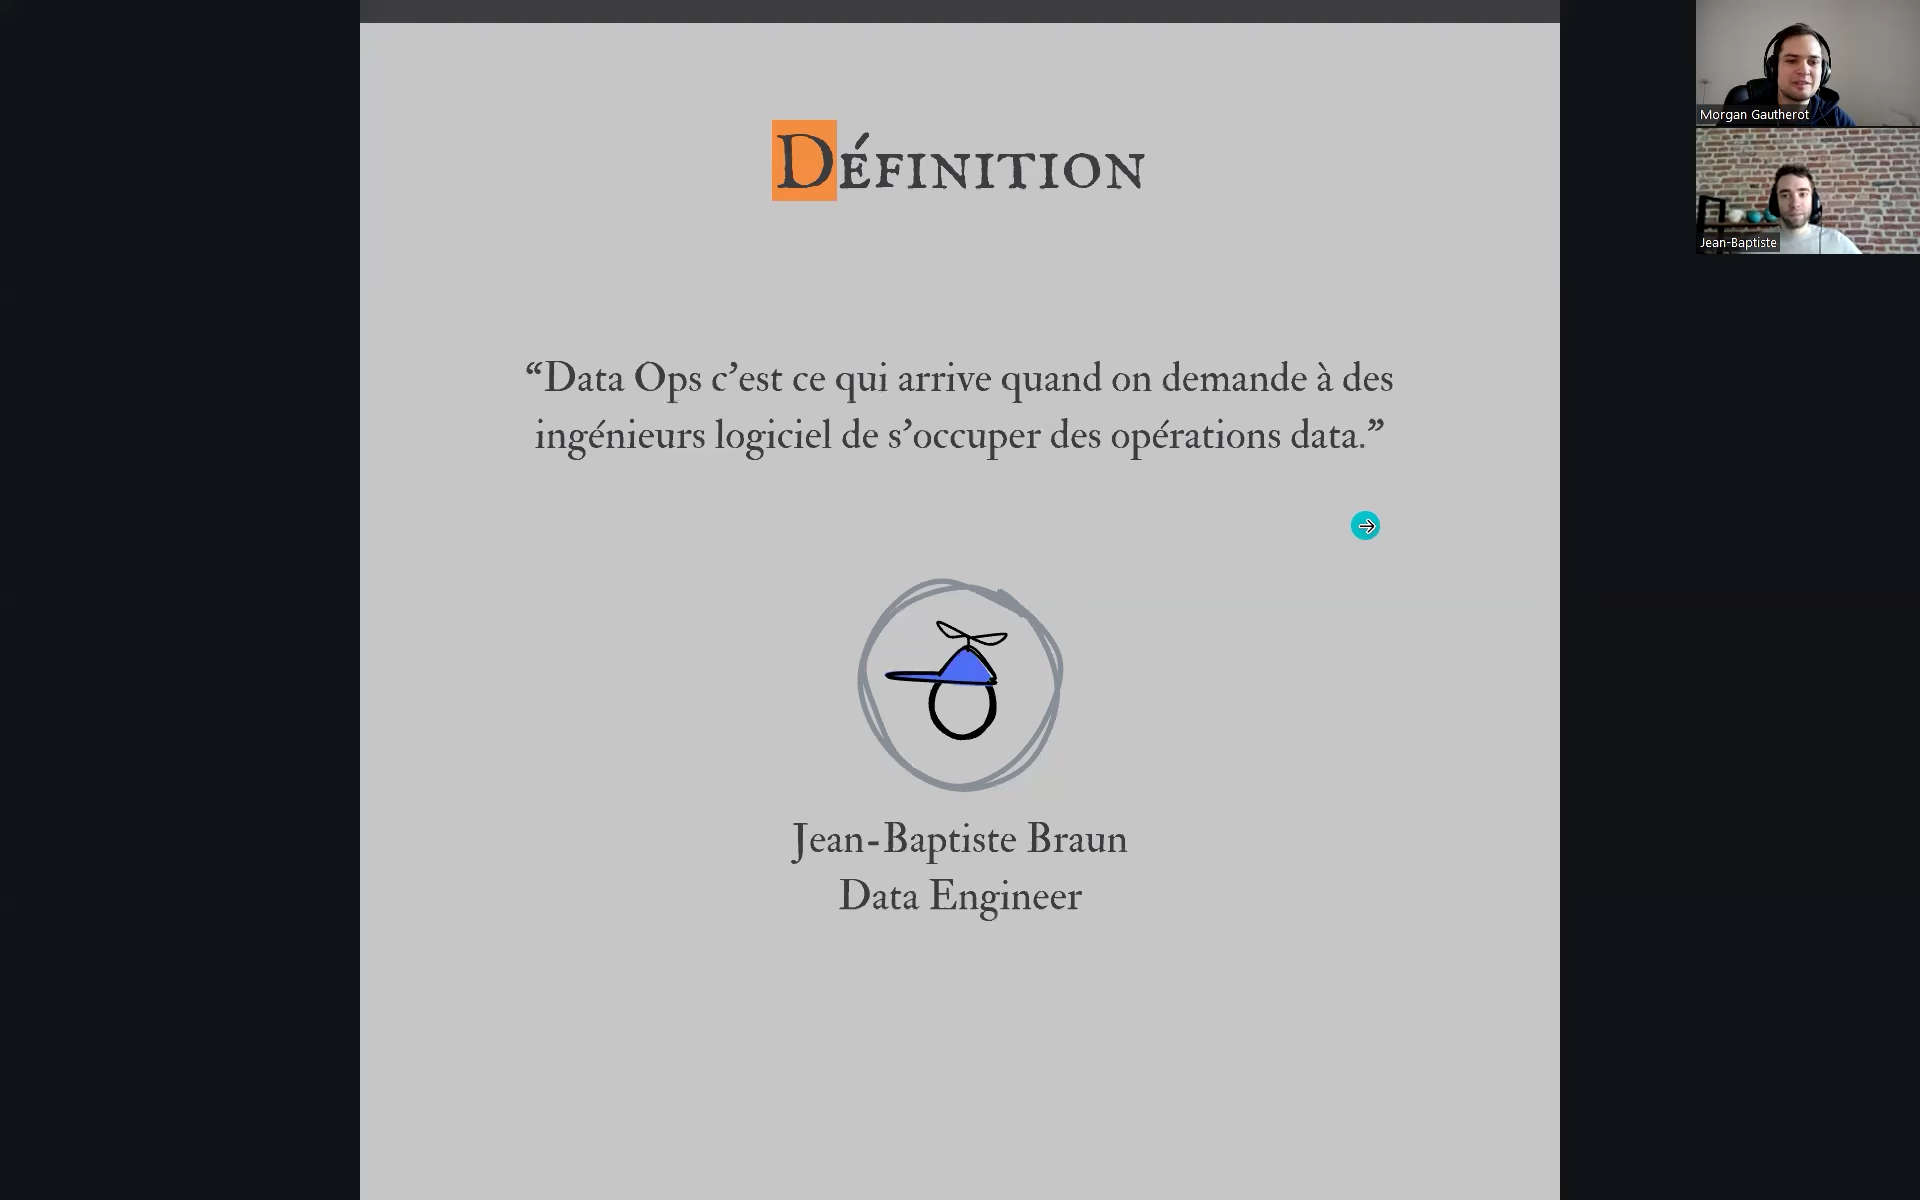 Définition
“Data Ops c’est ce qui arrive quand on demande à des
ingénieurs logiciel de s’occuper des opérations data.”
Jean-Baptiste Braun
Data Engineer
Morgan Gautherot
Jean-Baptiste